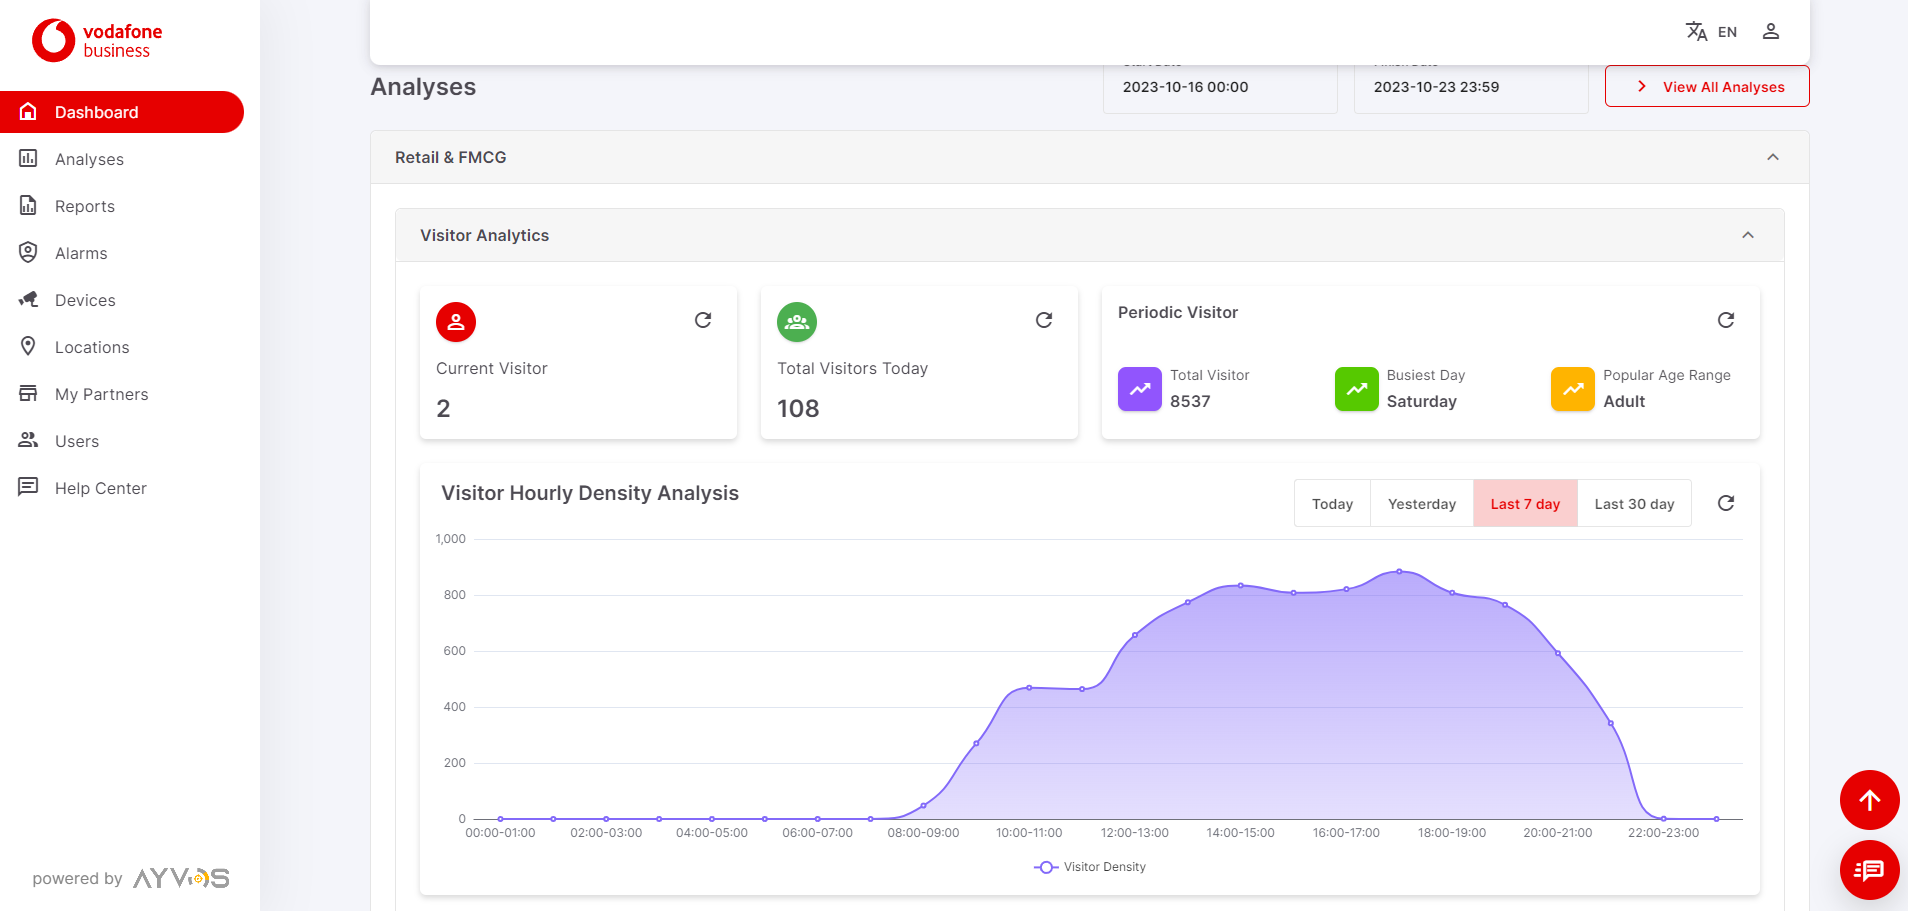 vodafone
business
EN
Dashboard
Analyses
Reports
Alarms
Devices
Locations
My Partners
Users
Help Center
powered by AYVOS
Analyses
2023-10-16 00:00
2023-10-23 23:59
View All Analyses
Retail & FMCG
Visitor Analytics
Current Visitor
2
Total Visitors Today
108
Periodic Visitor
Total Visitor
8537
Busiest Day
Saturday
Popular Age Range
Adult
Visitor Hourly Density Analysis
Today Yesterday Last 7 day Last 30 day
1,000
800
600
400
200
0
00:00-01:00 02:00-03:00 04:00-05:00 06:00-07:00 08:00-09:00 10:00-11:00 12:00-13:00 14:00-15:00 16:00-17:00 18:00-19:00 20:00-21:00 22:00-23:00
Visitor Density